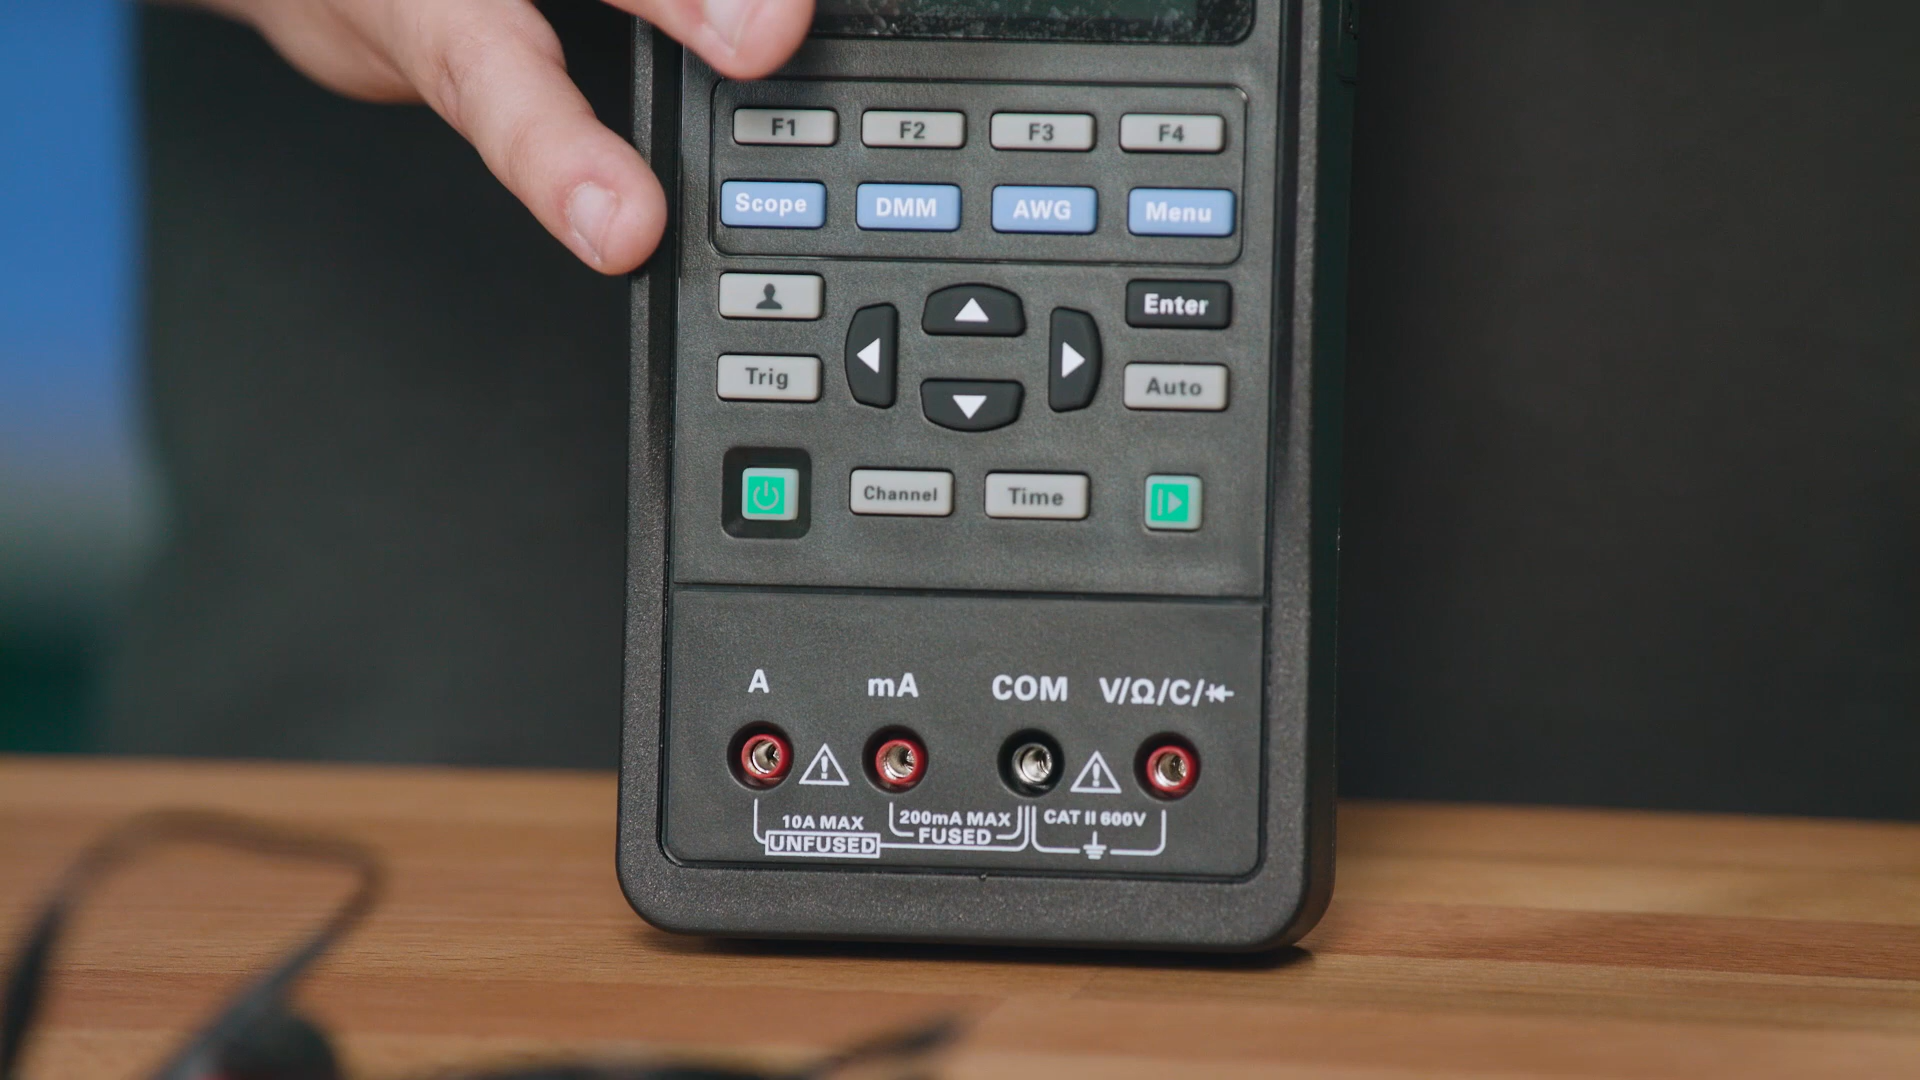 F1 F2 F3 F4
Scope DMM AWG Menu
Enter
Trig Auto
Channel Time
A mA COM V/Ω/C/
10A MAX 200mA MAX CAT II 600V
UNFUSED FUSED